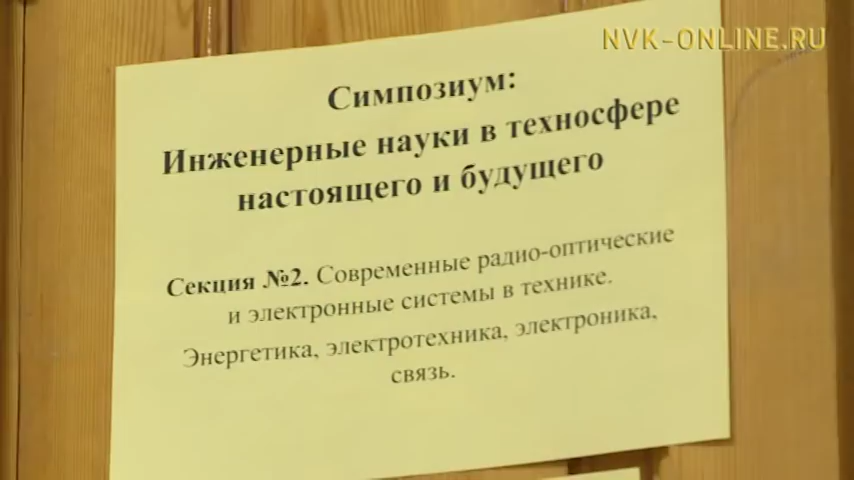 NVK-ONLINE.RU
Симпозиум:
Инженерные науки в техносфере
настоящего и будущего
Секция №2. Современные радио-оптические
и электронные системы в технике.
Энергетика, электротехника, электроника,
связь.